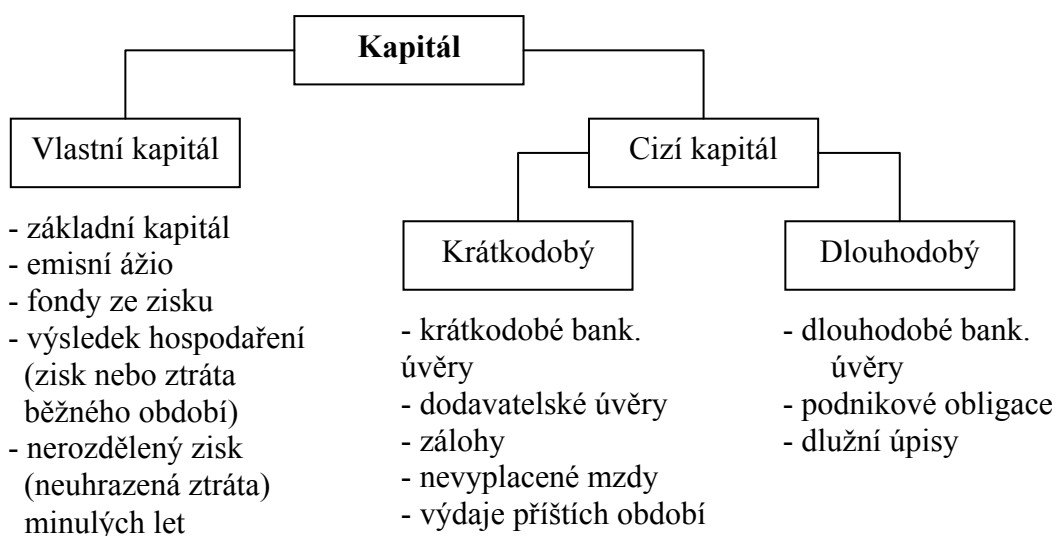 Kapitál
Vlastní kapitál
Cizí kapitál
- základní kapitál
- emisní ážio
- fondy ze zisku
- výsledek hospodaření
(zisk nebo ztráta
běžného období)
- nerozdělený zisk
(neuhrazená ztráta)
minulých let
Krátkodobý
- krátkodobé bank.
úvěry
- dodavatelské úvěry
- zálohy
- nevyplacené mzdy
- výdaje příštích období
Dlouhodobý
- dlouhodobé bank.
úvěry
- podnikové obligace
- dlužní úpisy